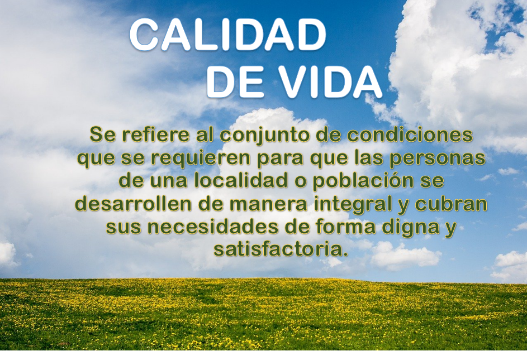 CALIDAD
DE VIDA
Se refiere al conjunto de condiciones
que se requieren para que las personas
de una localidad o población se
desarrollen de manera integral y cubran
sus necesidades de forma digna y
satisfactoria.